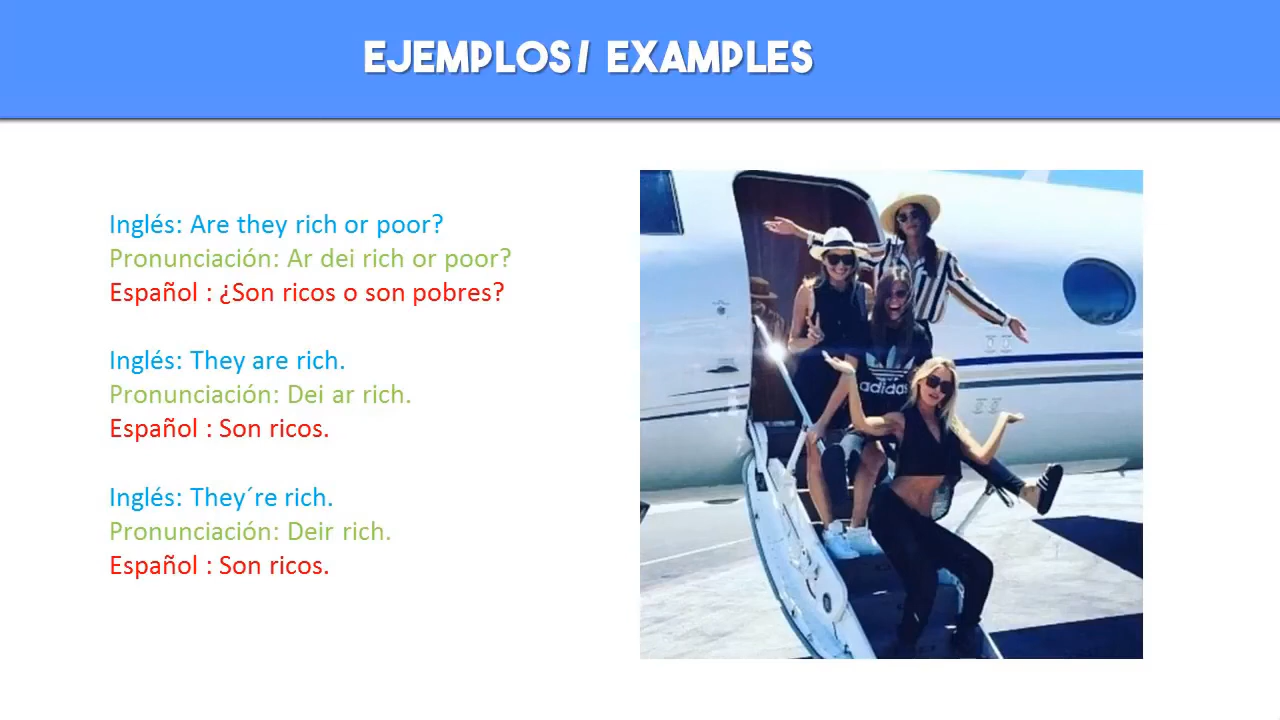 EJEMPLOS/ EXAMPLES
Inglés: Are they rich or poor?
Pronunciación: Ar dei rich or poor?
Español : ¿Son ricos o son pobres?
Inglés: They are rich.
Pronunciación: Dei ar rich.
Español : Son ricos.
Inglés: They´re rich.
Pronunciación: Deir rich.
Español : Son ricos.
adidas